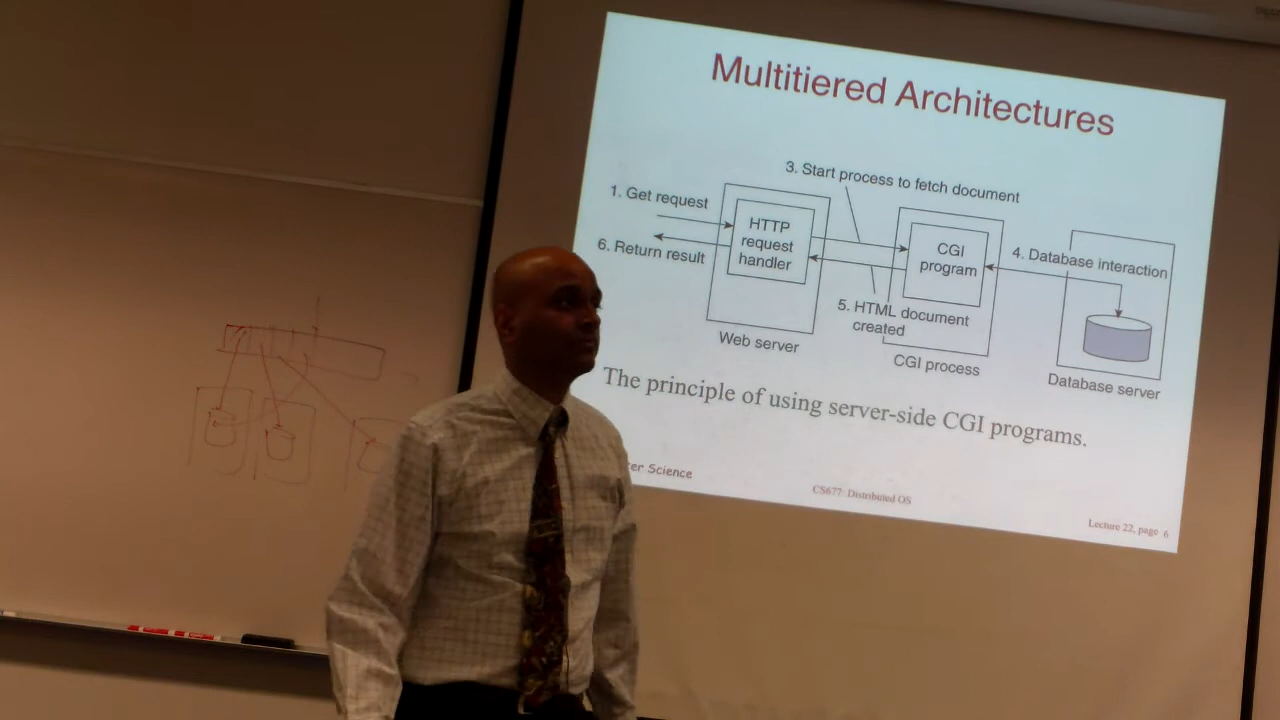 Multitiered Architectures
3. Start process to fetch document
1. Get request
HTTP
request
handler
6. Return result
CGI
program
4. Database interaction
5. HTML document
created
Web server
CGI process
Database server
The principle of using server-side CGI programs.
er Science
CS677: Distributed OS
Lecture 22, page 6